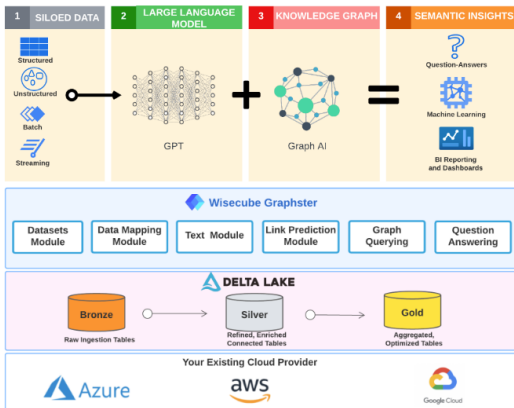 1 SILOED DATA
2 LARGE LANGUAGE
MODEL
3 KNOWLEDGE GRAPH
4 SEMANTIC INSIGHTS
Structured
Unstructured
Batch
Streaming
GPT
Graph AI
Question-Answers
Machine Learning
BI Reporting
and Dashboards
Wisecube Graphster
Datasets
Module
Data Mapping
Module
Text Module
Link Prediction
Module
Graph
Querying
Question
Answering
DELTA LAKE
Bronze
Raw Ingestion Tables
Silver
Refined, Enriched
Connected Tables
Gold
Aggregated,
Optimized Tables
Your Existing Cloud Provider
Azure
aws
Google Cloud